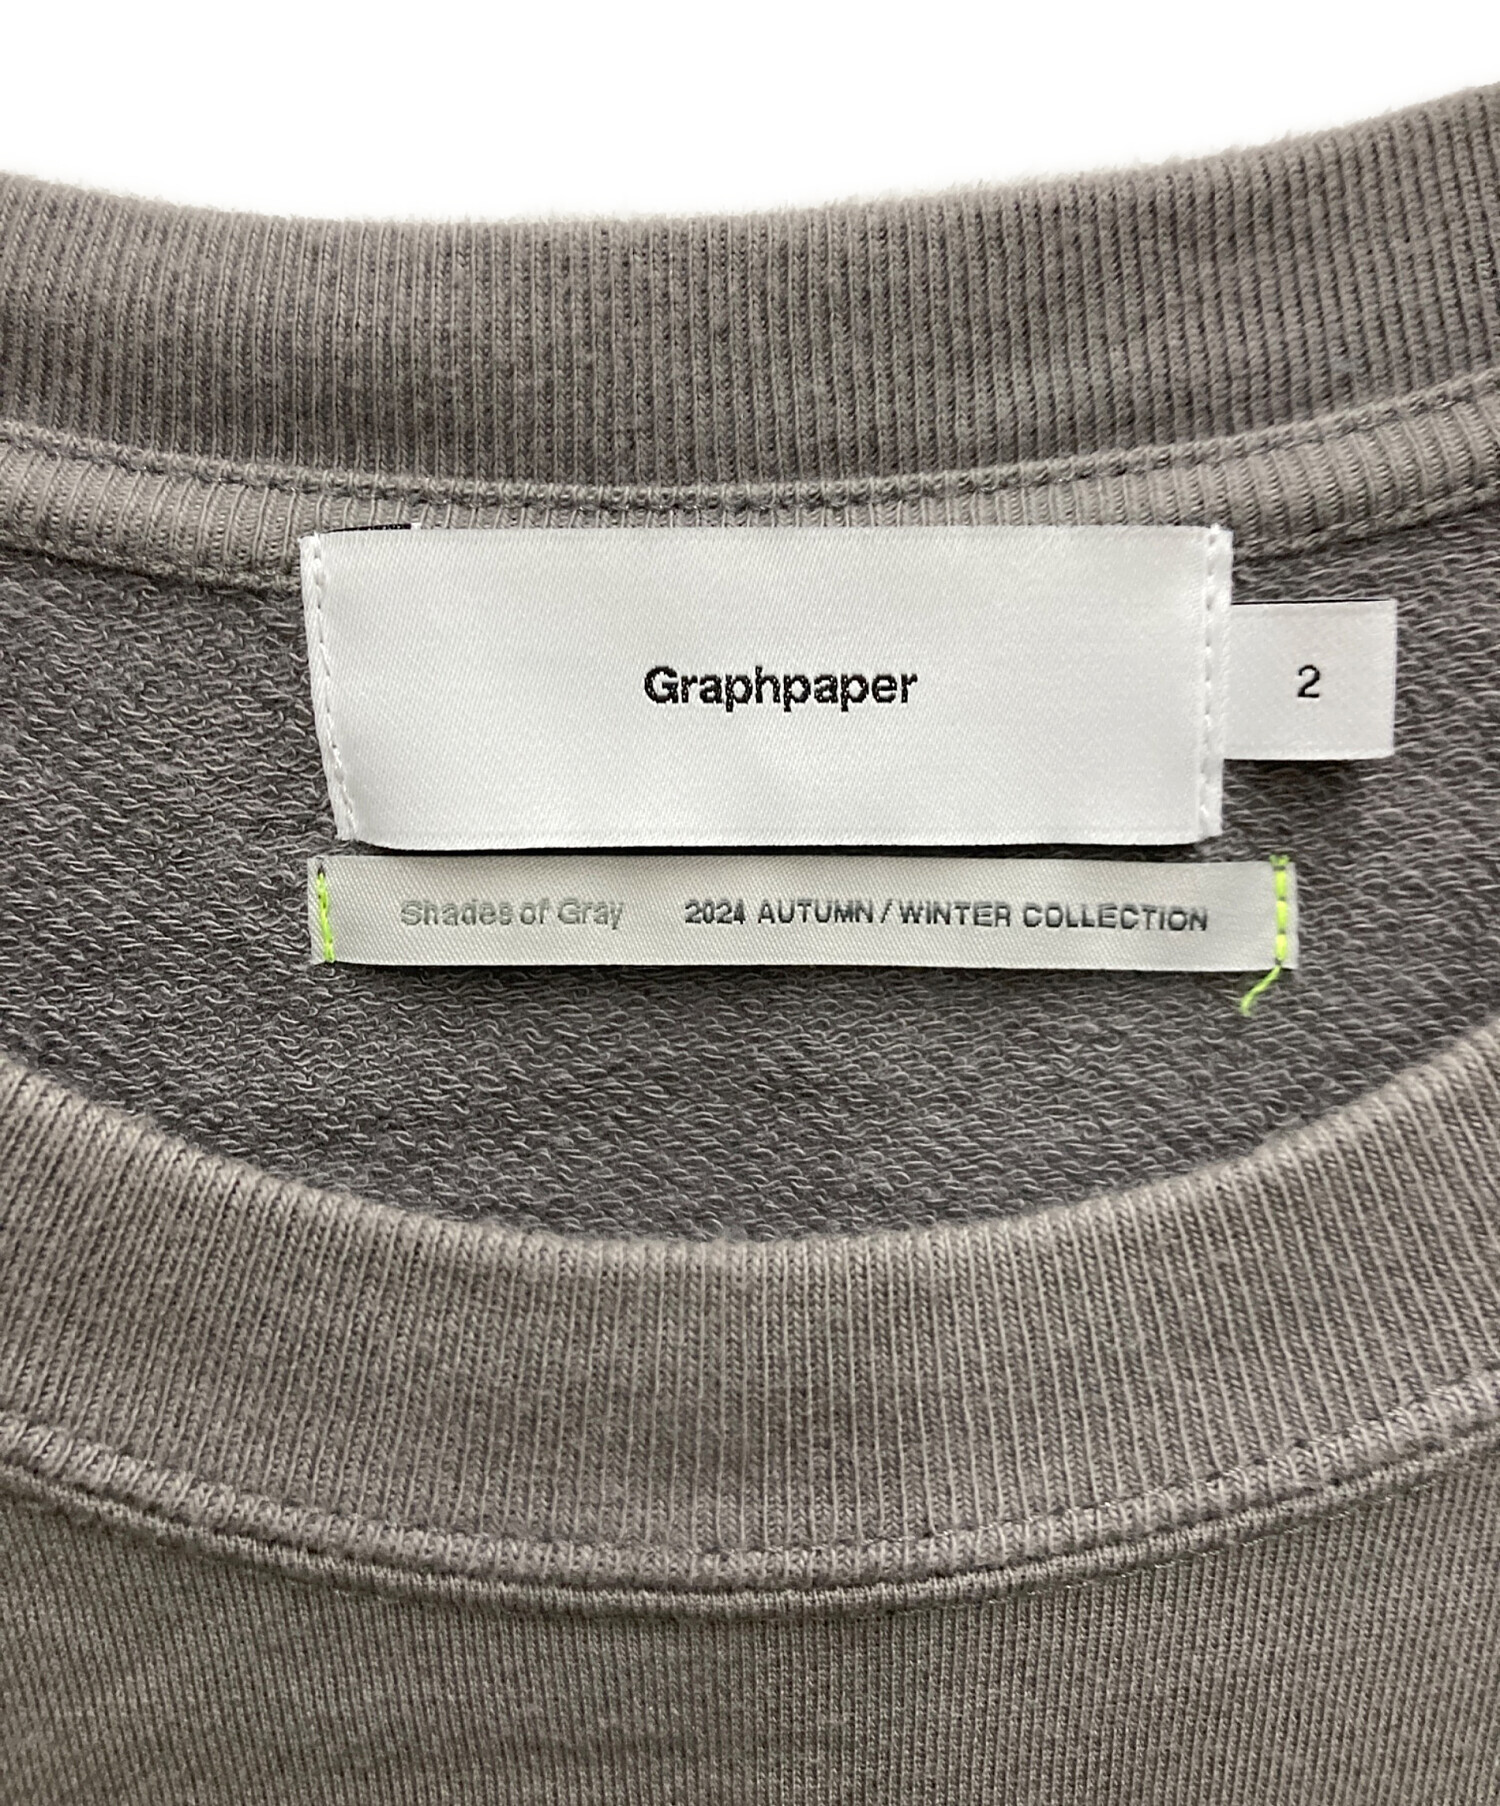 Graphpaper
2
Shades of Gray 2024 AUTUMN/WINTER COLLECTION